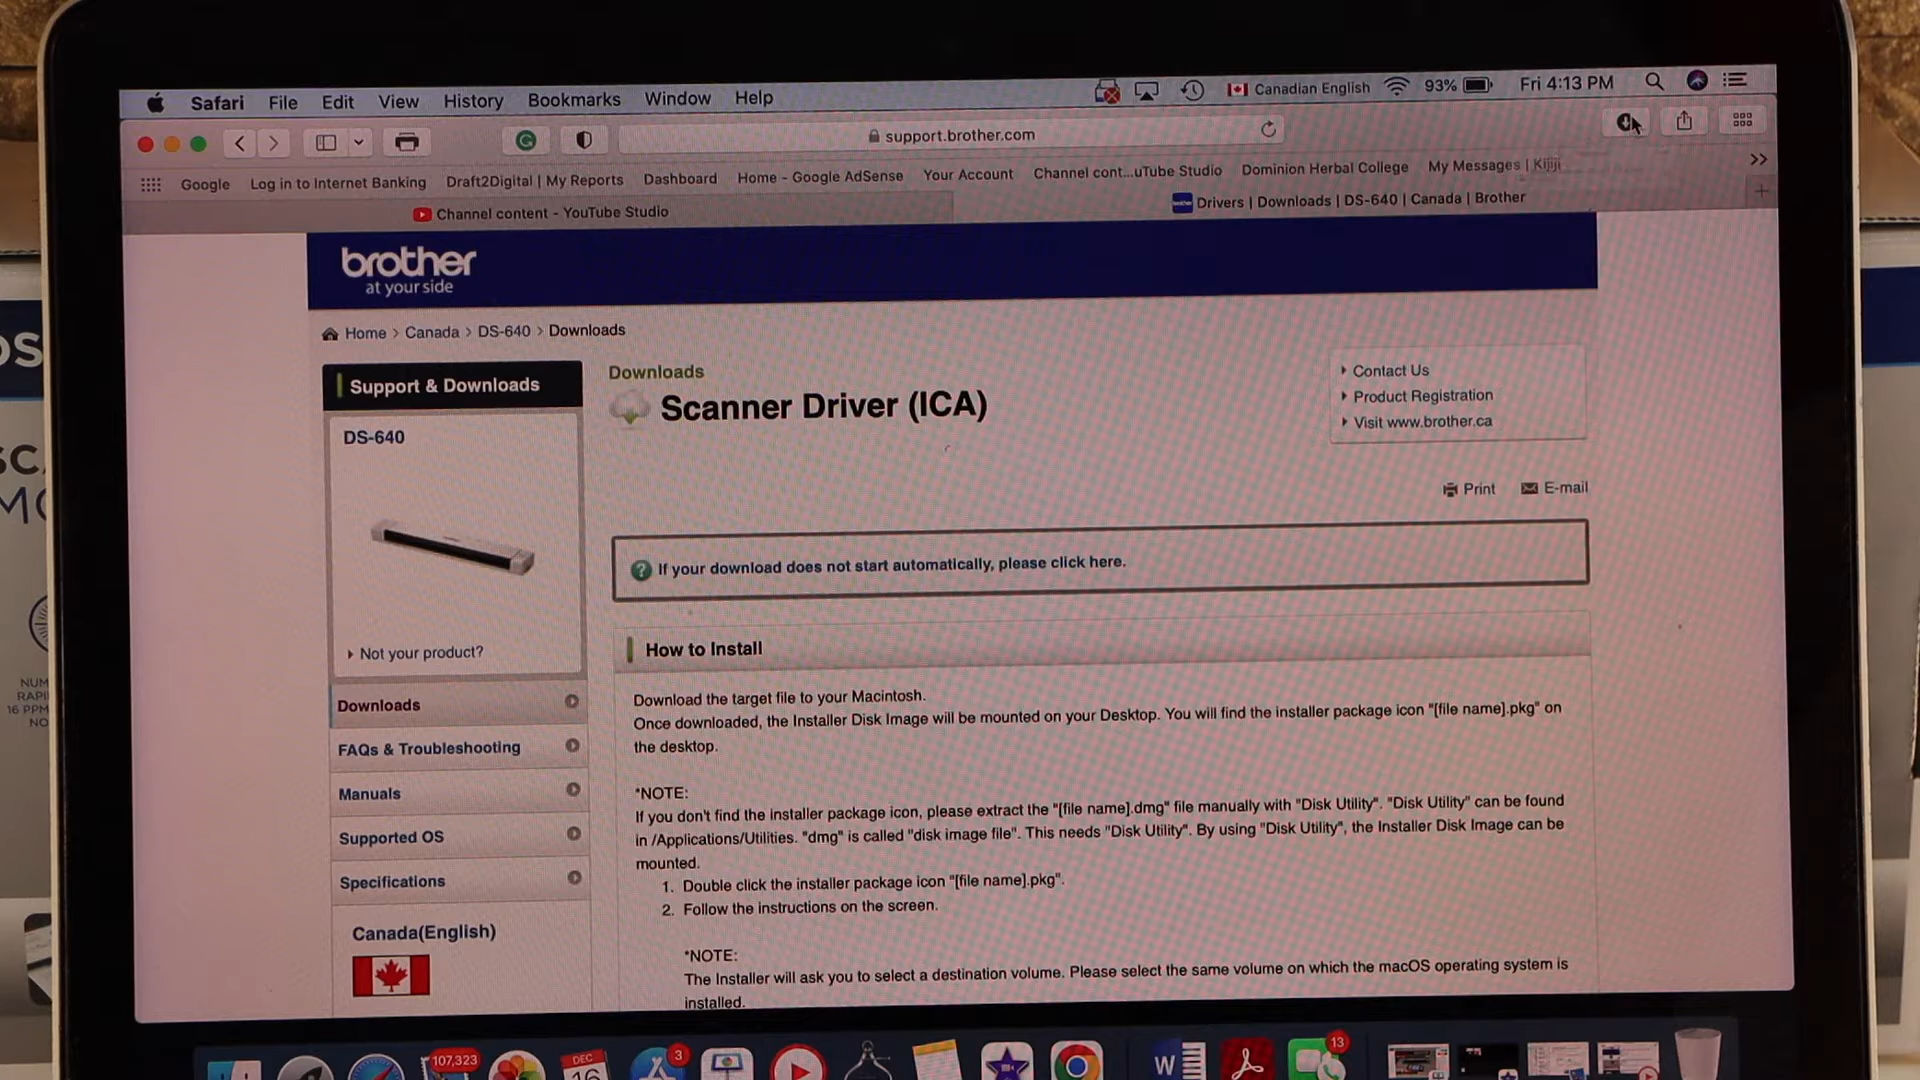 Safari File Edit View History Bookmarks Window Help Canadian English 93% Fri 4:13 PM
support.brother.com
Google Log in to Internet Banking Draft2Digital | My Reports Dashboard Home - Google AdSense Your Account Channel cont...uTube Studio Dominion Herbal College My Messages | Kijiji
Channel content - YouTube Studio
Drivers | Downloads | DS-640 | Canada | Brother
brother
at your side
Home > Canada > DS-640 > Downloads
Support & Downloads
DS-640
Not your product?
Downloads
FAQs & Troubleshooting
Manuals
Supported OS
Specifications
Canada(English)
Downloads
Scanner Driver (ICA)
Contact Us
Product Registration
Visit www.brother.ca
Print E-mail
? If your download does not start automatically, please click here.
How to Install
Download the target file to your Macintosh.
Once downloaded, the Installer Disk Image will be mounted on your Desktop. You will find the installer package icon "[file name].pkg" on
the desktop.
*NOTE:
If you don't find the installer package icon, please extract the "[file name].dmg" file manually with "Disk Utility". "Disk Utility" can be found
in /Applications/Utilities. "dmg" is called "disk image file". This needs "Disk Utility". By using "Disk Utility", the Installer Disk Image can be
mounted.
1. Double click the installer package icon "[file name].pkg".
2. Follow the instructions on the screen.
*NOTE:
The Installer will ask you to select a destination volume. Please select the same volume on which the macOS operating system is
installed.
107,323
DEC
16
3
W
13
NUM
RAPI
16 PPM
NO